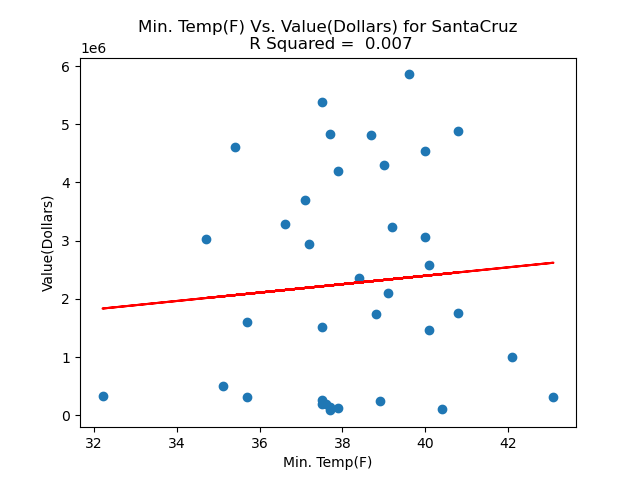 Min. Temp(F) Vs. Value(Dollars) for SantaCruz
R Squared =  0.007
1e6
6
5
4
3
2
1
0
Value(Dollars)
32 34 36 38 40 42
Min. Temp(F)